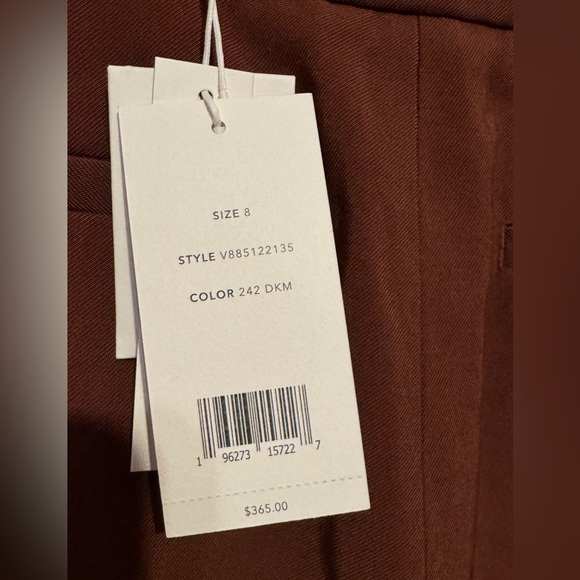 SIZE 8
STYLE V885122135
COLOR 242 DKM
1 96273 15722 7
$365.00